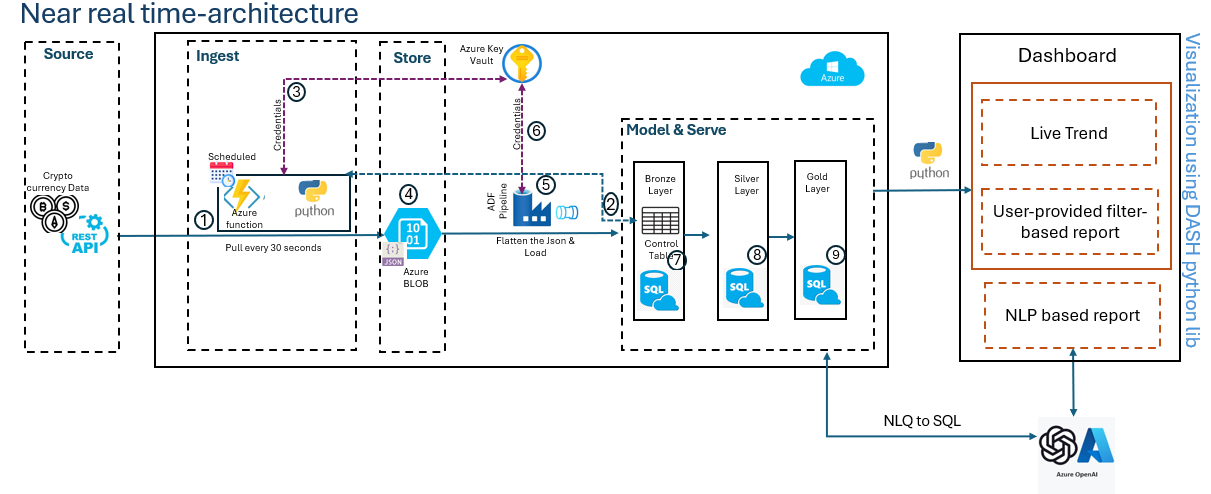 Near real time-architecture
Source
Crypto
currency Data
REST
API
Ingest
3
Credentials
Scheduled
1
Azure
function
python
Pull every 30 seconds
Store
4
10
01
{;}
JSON
Azure
BLOB
Azure Key
Vault
Credentials
6
ADF
Pipeline
5
Flatten the Json &
Load
2
Azure
Model & Serve
Bronze
Layer
Control
Table
7
SQL
Silver
Layer
8
SQL
Gold
Layer
9
SQL
python
Dashboard
Live Trend
User-provided filter-
based report
NLP based report
Visualization using DASH python lib
NLQ to SQL
Azure OpenAI